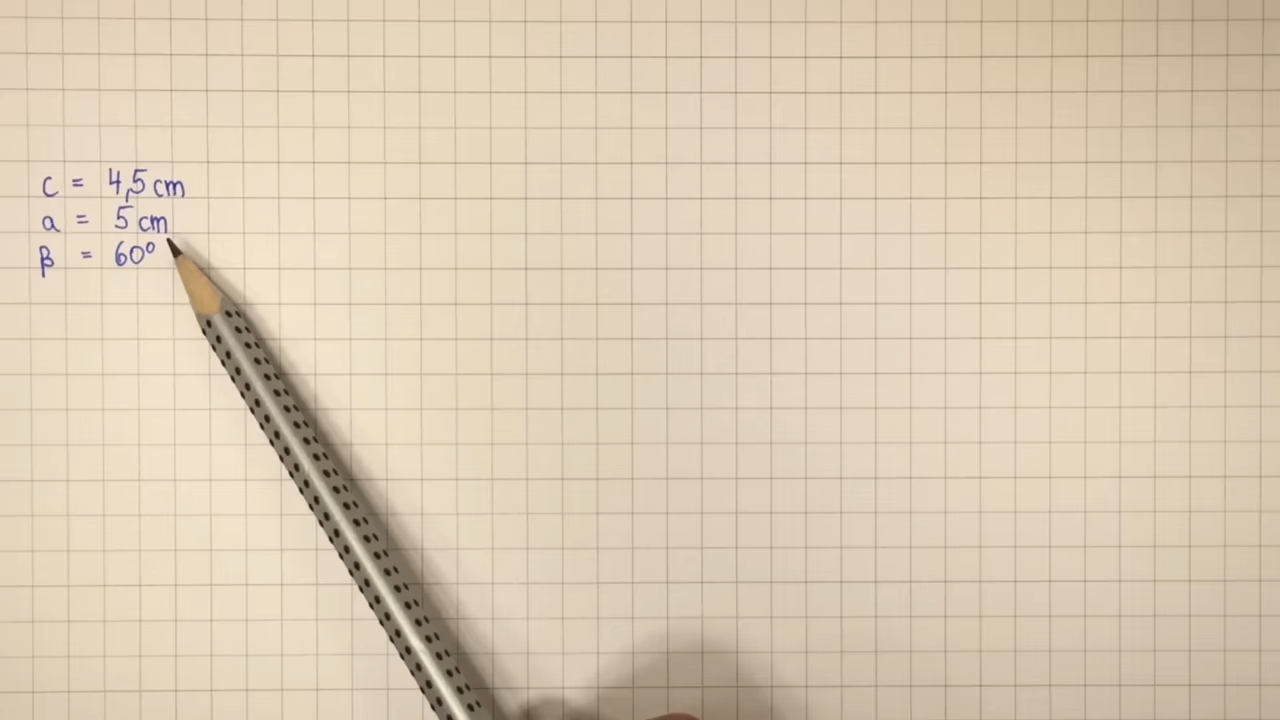 c = 4,5 cm
a = 5 cm
β = 60°